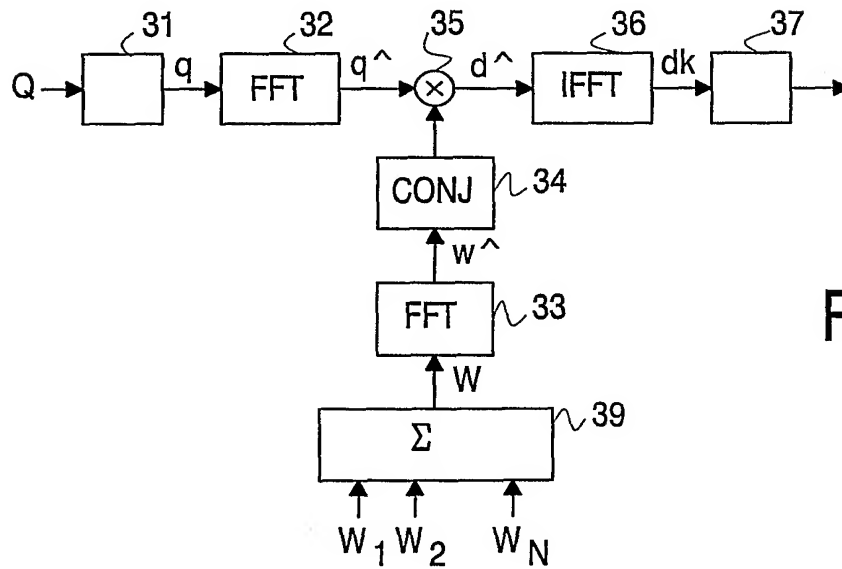 31 32 35 36 37
Q q FFT q^ × d^ IFFT dk
CONJ 34
w^
FFT 33
W
Σ 39
W1 W2 WN
F